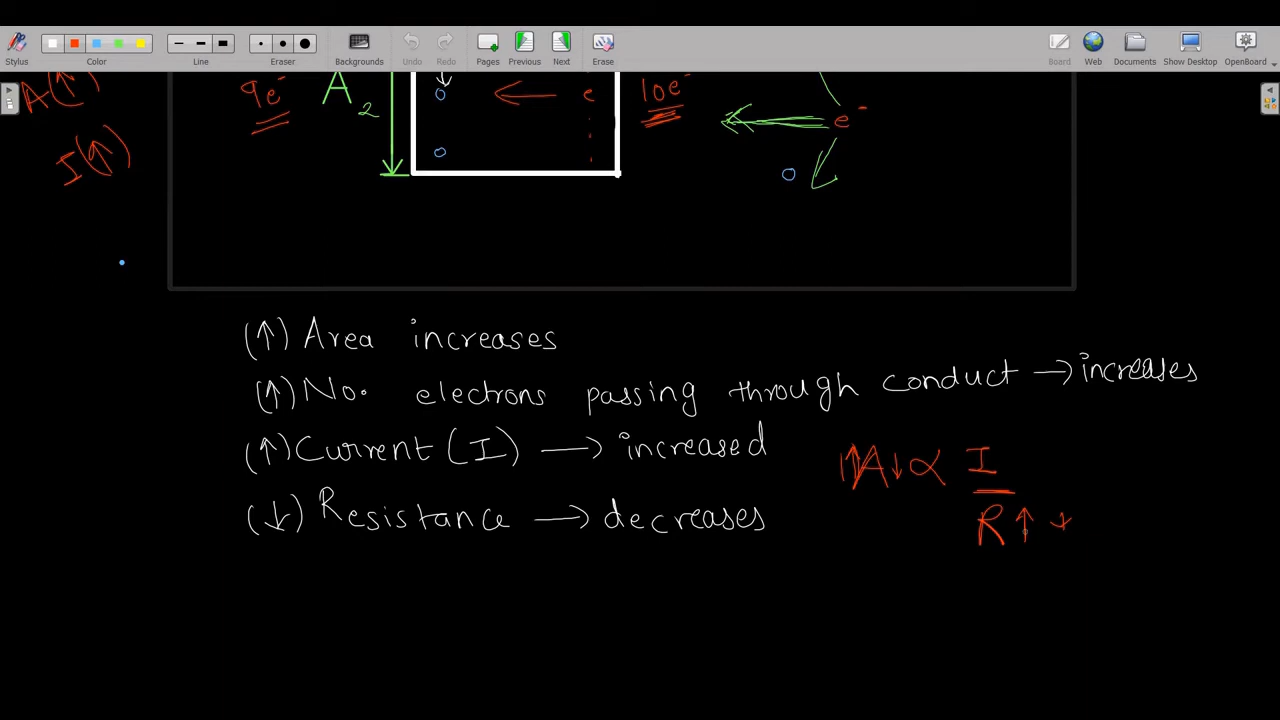 Stylus Color Line Eraser Backgrounds Undo Redo Pages Previous Next Erase Board Web Documents Show Desktop OpenBoard
A(↑) 9e⁻ A₂ e 10e⁻ e⁻
I(↑)
(↑) Area increases
(↑) No. electrons passing through conduct → increases
(↑) Current (I) → increased
↑A↓ ∝ I
R↑ ↓
(↓) Resistance → decreases